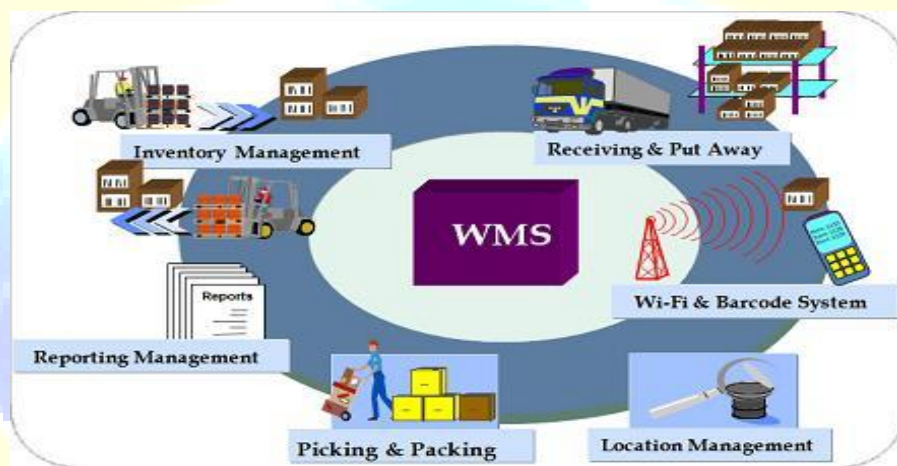 Inventory Management
Receiving & Put Away
WMS
Wi-Fi & Barcode System
Reports
Reporting Management
Picking & Packing
Location Management